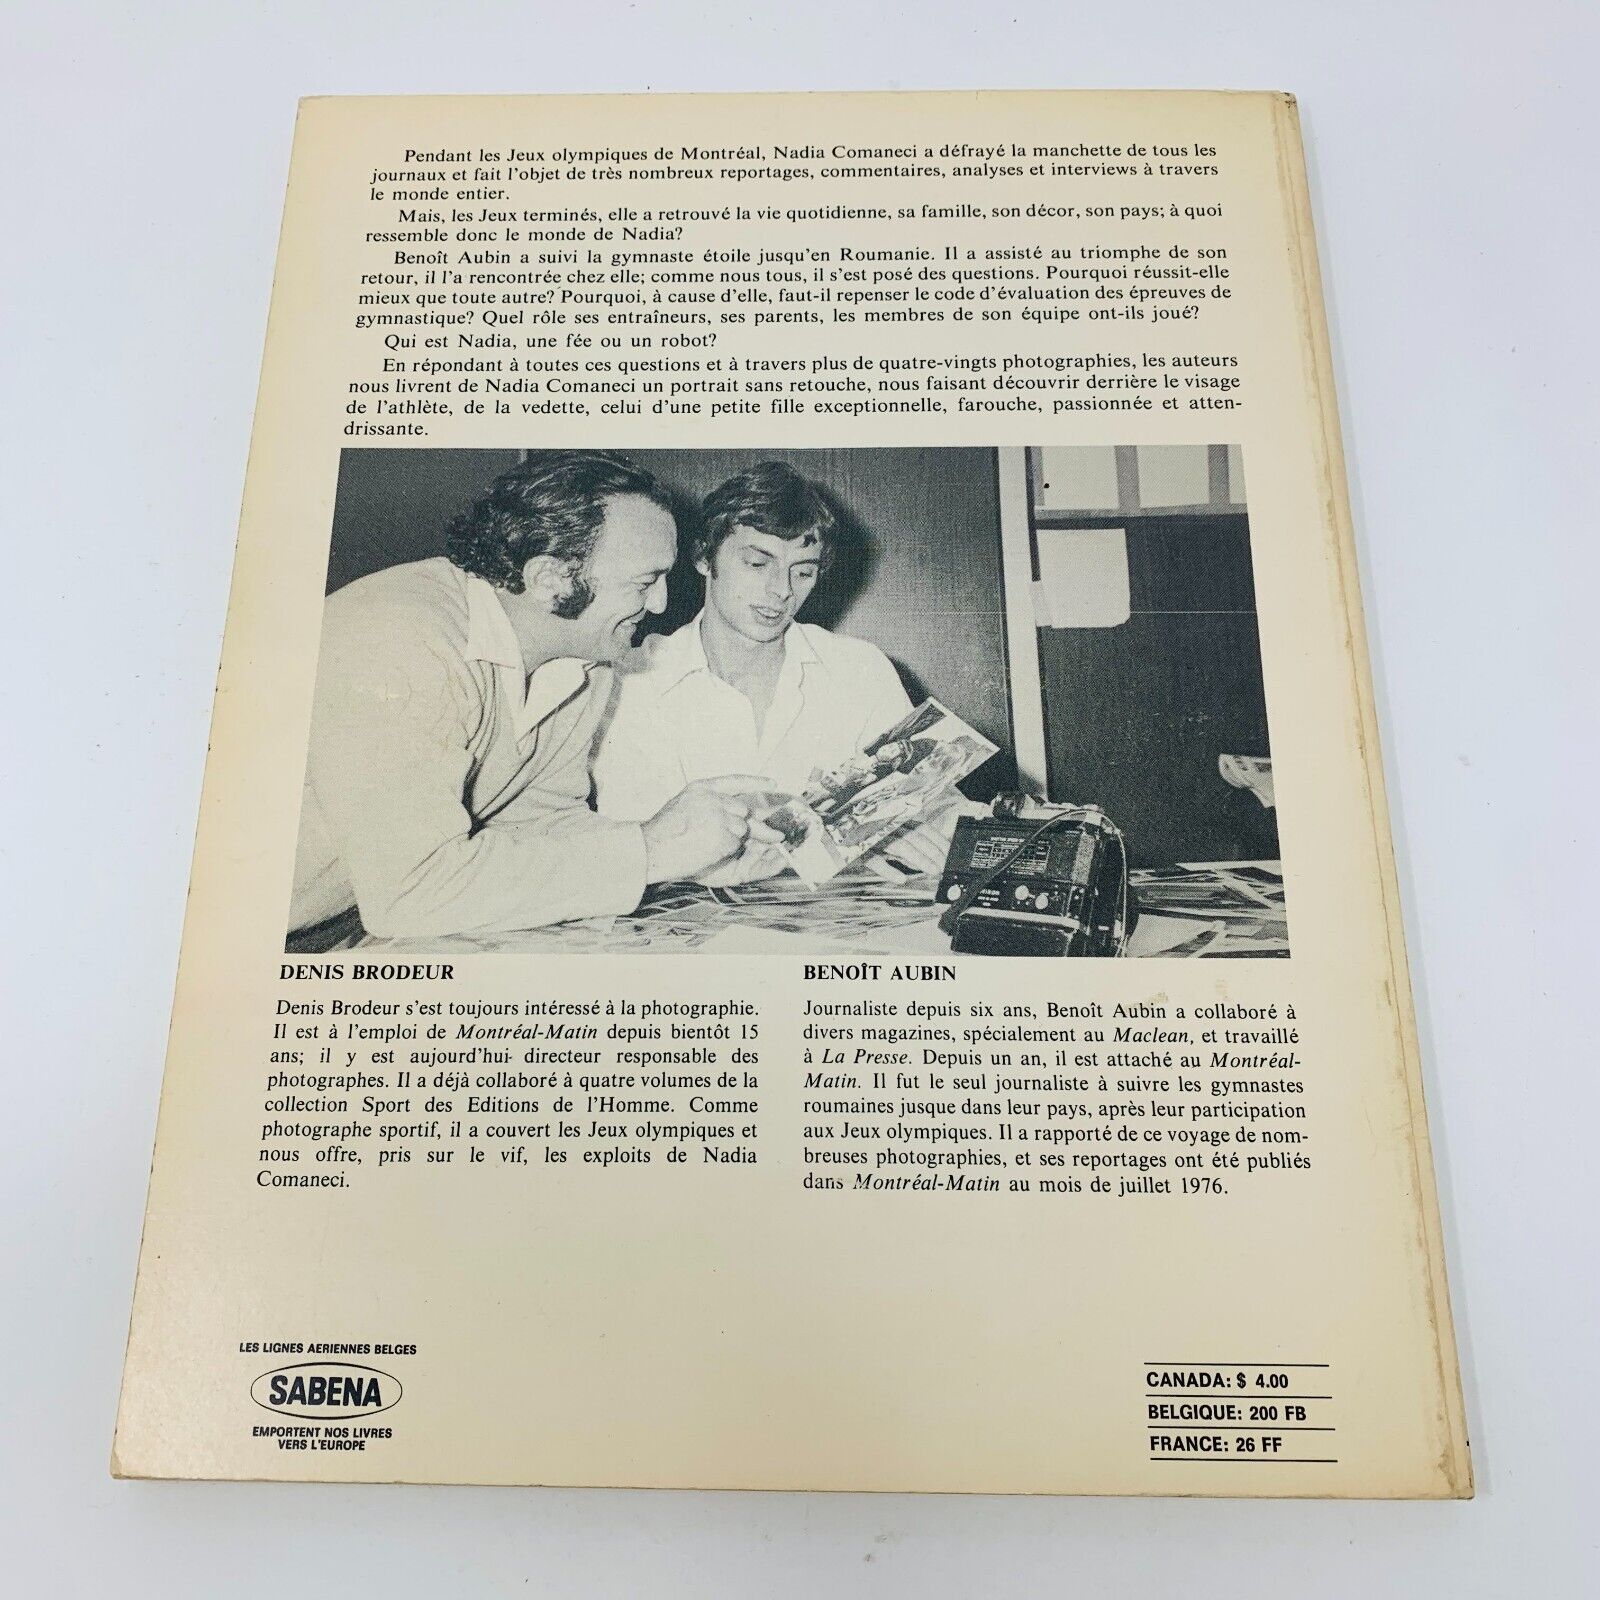 Pendant les Jeux olympiques de Montréal, Nadia Comaneci a défrayé la manchette de tous les
journaux et fait l'objet de très nombreux reportages, commentaires, analyses et interviews à travers
le monde entier.
Mais, les Jeux terminés, elle a retrouvé la vie quotidienne, sa famille, son décor, son pays; à quoi
ressemble donc le monde de Nadia?
Benoît Aubin a suivi la gymnaste étoile jusqu'en Roumanie. Il a assisté au triomphe de son
retour, il l'a rencontrée chez elle; comme nous tous, il s'est posé des questions. Pourquoi réussit-elle
mieux que toute autre? Pourquoi, à cause d'elle, faut-il repenser le code d'évaluation des épreuves de
gymnastique? Quel rôle ses entraîneurs, ses parents, les membres de son équipe ont-ils joué?
Qui est Nadia, une fée ou un robot?
En répondant à toutes ces questions et à travers plus de quatre-vingts photographies, les auteurs
nous livrent de Nadia Comaneci un portrait sans retouche, nous faisant découvrir derrière le visage
de l'athlète, de la vedette, celui d'une petite fille exceptionnelle, farouche, passionnée et atten-
drissante.
DENIS BRODEUR
Denis Brodeur s'est toujours intéressé à la photographie.
Il est à l'emploi de Montréal-Matin depuis bientôt 15
ans; il y est aujourd'hui directeur responsable des
photographes. Il a déjà collaboré à quatre volumes de la
collection Sport des Editions de l'Homme. Comme
photographe sportif, il a couvert les Jeux olympiques et
nous offre, pris sur le vif, les exploits de Nadia
Comaneci.
BENOÎT AUBIN
Journaliste depuis six ans, Benoît Aubin a collaboré à
divers magazines, spécialement au Maclean, et travaillé
à La Presse. Depuis un an, il est attaché au Montréal-
Matin. Il fut le seul journaliste à suivre les gymnastes
roumaines jusque dans leur pays, après leur participation
aux Jeux olympiques. Il a rapporté de ce voyage de nom-
breuses photographies, et ses reportages ont été publiés
dans Montréal-Matin au mois de juillet 1976.
LES LIGNES AERIENNES BELGES
SABENA
EMPORTENT NOS LIVRES
VERS L'EUROPE
CANADA: $ 4.00
BELGIQUE: 200 FB
FRANCE: 26 FF